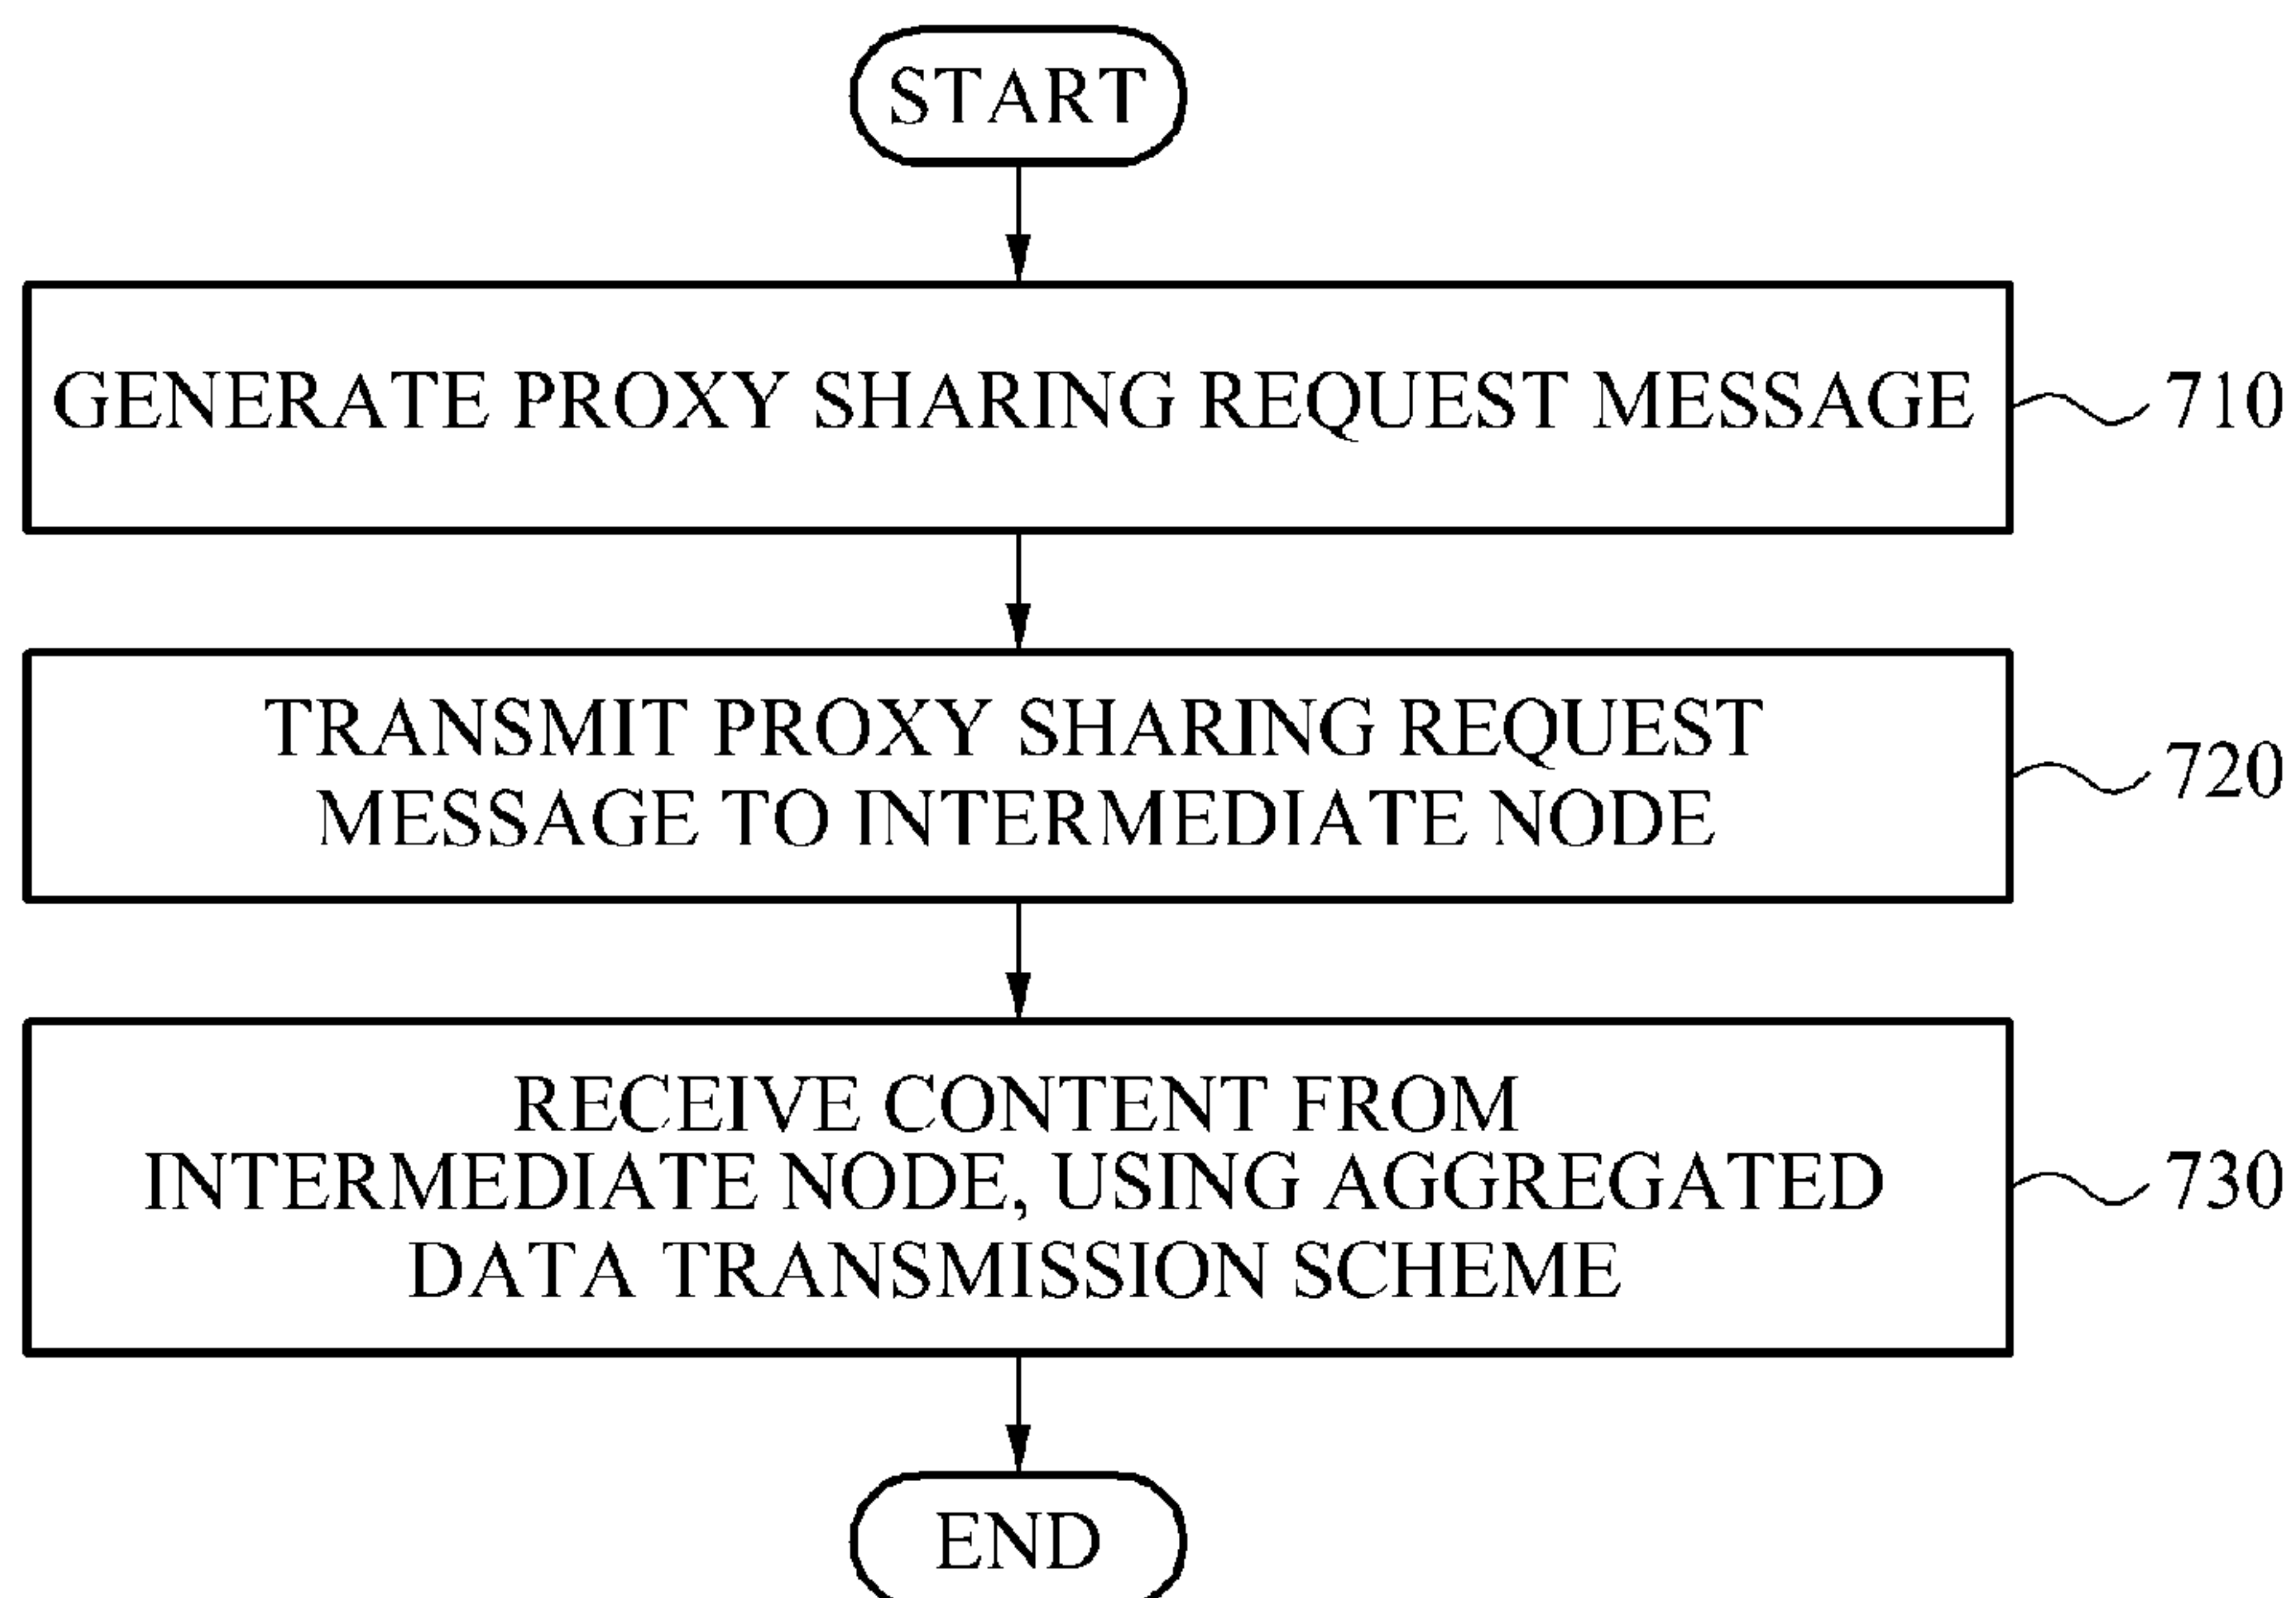 START
GENERATE PROXY SHARING REQUEST MESSAGE
710
TRANSMIT PROXY SHARING REQUEST
MESSAGE TO INTERMEDIATE NODE
720
RECEIVE CONTENT FROM
INTERMEDIATE NODE, USING AGGREGATED
DATA TRANSMISSION SCHEME
730
END